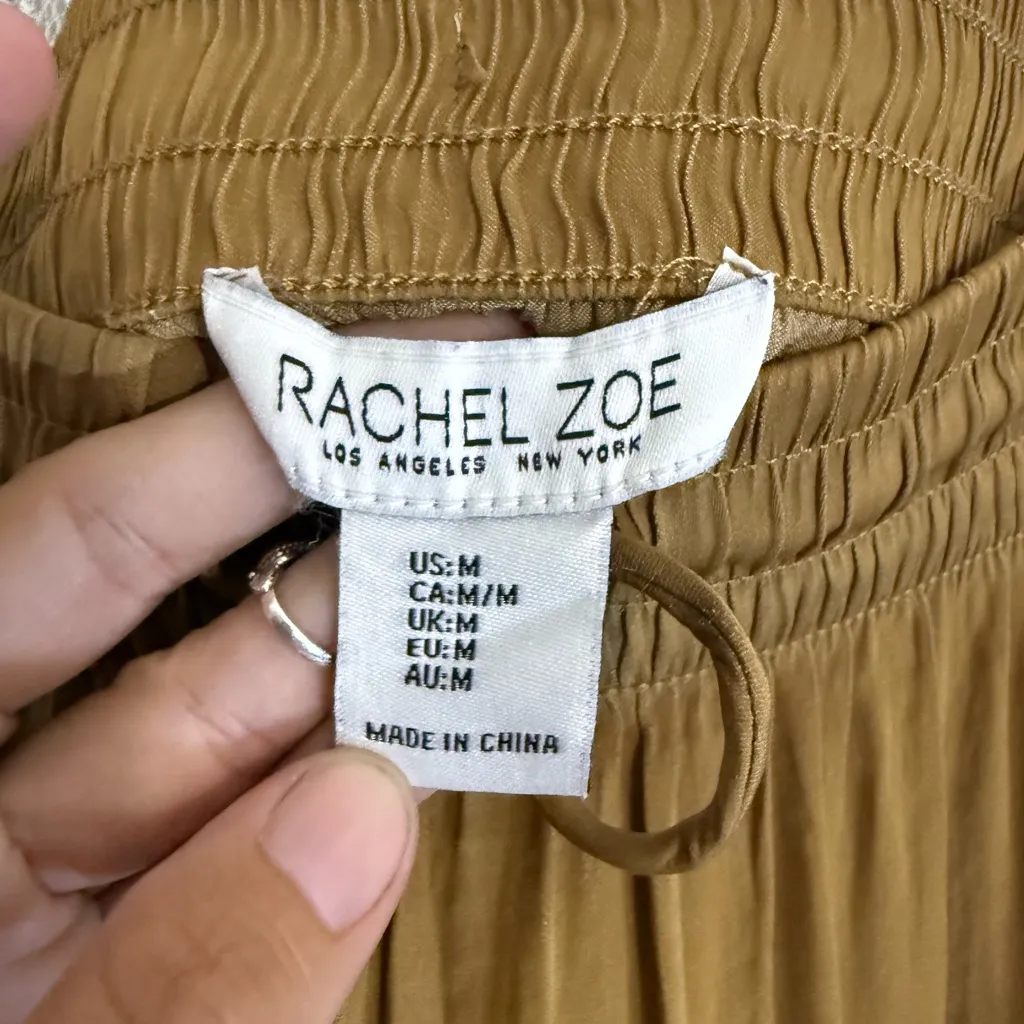 RACHEL ZOE
LOS ANGELES NEW YORK
US:M
CA:M/M
UK:M
EU:M
AU:M
MADE IN CHINA